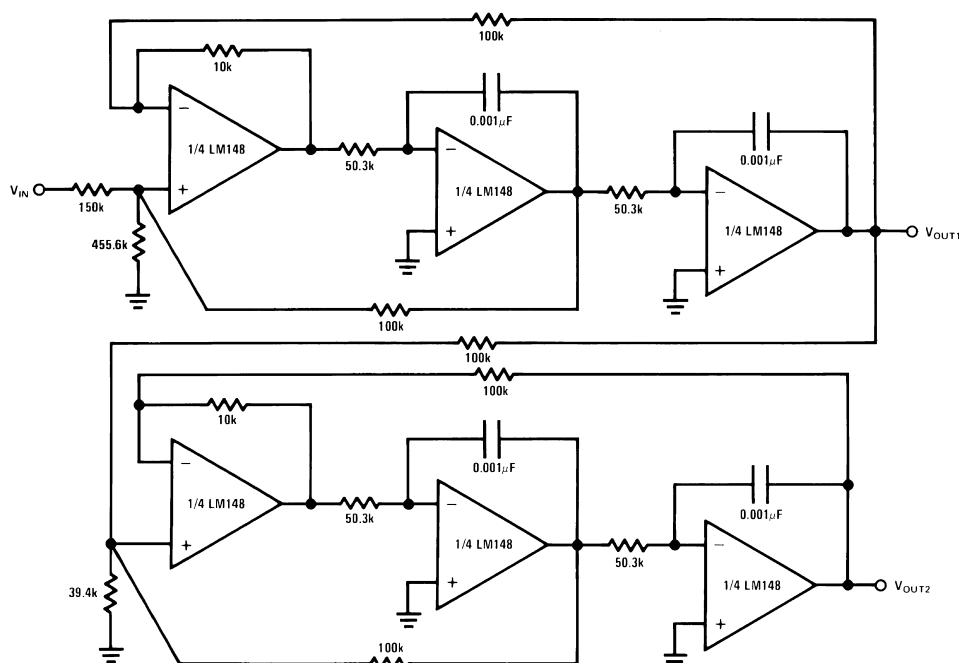 100k
10k
−
1/4 LM148
+
0.001μF
50.3k
−
1/4 LM148
+
0.001μF
50.3k
−
1/4 LM148
+
VIN
150k
455.6k
VOUT1
100k
100k
100k
10k
−
1/4 LM148
+
0.001μF
50.3k
−
1/4 LM148
+
0.001μF
50.3k
−
1/4 LM148
+
39.4k
VOUT2
100k